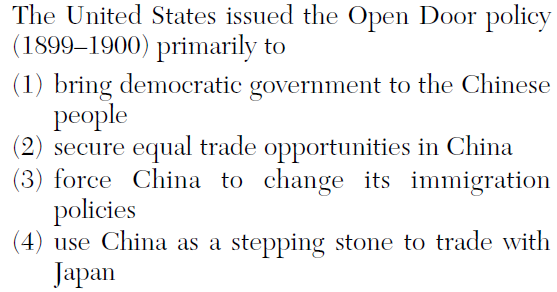 The United States issued the Open Door policy
(1899–1900) primarily to
(1) bring democratic government to the Chinese
people
(2) secure equal trade opportunities in China
(3) force China to change its immigration
policies
(4) use China as a stepping stone to trade with
Japan